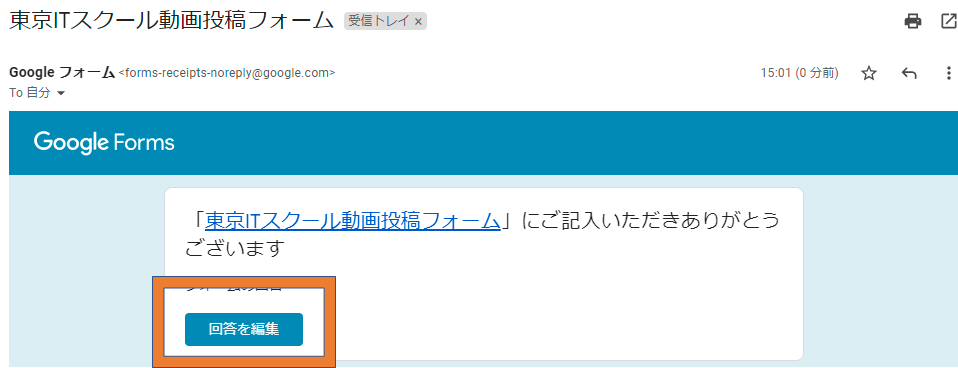 東京ITスクール動画投稿フォーム 受信トレイ ×
Google フォーム <forms-receipts-noreply@google.com> 15:01 (0 分前)
To 自分
Google Forms
「東京ITスクール動画投稿フォーム」にご記入いただきありがとう
ございます
回答を編集